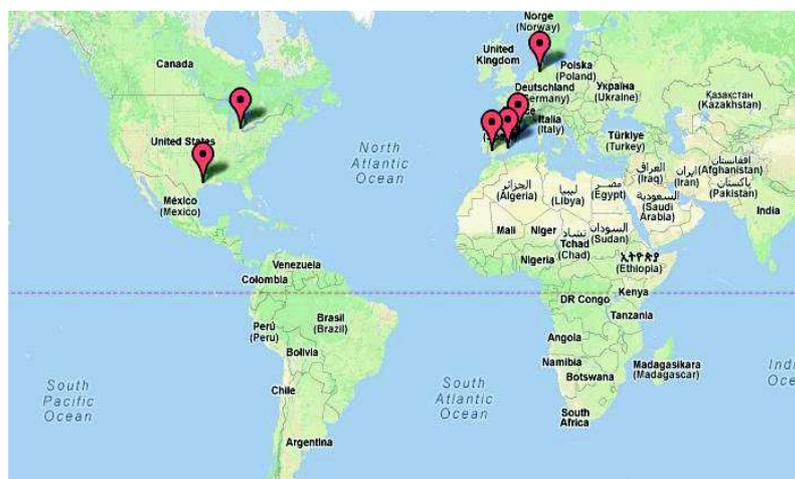 Norge
(Norway)
United
Kingdom
Polska
(Poland)
Canada
Deutschland
(Germany)
Україна
(Ukraine)
Қазақстан
(Kazakhstan)
Italia
(Italy)
United States
North
Atlantic
Ocean
Türkiye
(Turkey)
افغانستان
(Afghanistan)
العراق
(Iraq)
ایران
(Iran)
پاکستان
(Pakistan)
México
(Mexico)
الجزائر
(Algeria)
ليبيا
(Libya)
مصر
(Egypt)
السعودية
(Saudi
Arabia)
India
Mali
Niger
تشاد
Tchad
(Chad)
السودان
(Sudan)
Nigeria
ኢትዮጵያ
(Ethiopia)
Venezuela
Colombia
DR Congo
Kenya
Tanzania
Perú
(Peru)
Brasil
(Brazil)
Bolivia
Angola
Namibia
Botswana
Madagasikara
(Madagascar)
South
Pacific
Ocean
Chile
South
Atlantic
Ocean
South
Africa
Argentina